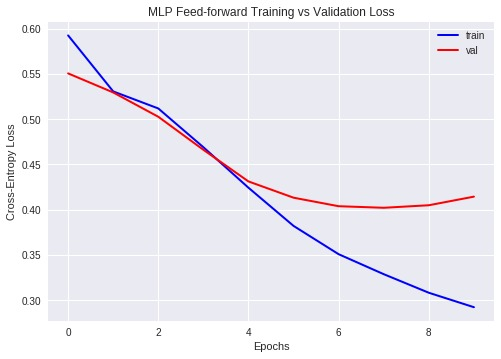 MLP Feed-forward Training vs Validation Loss
train
val
0.60
0.55
0.50
0.45
0.40
0.35
0.30
Cross-Entropy Loss
0
2
4
6
8
Epochs